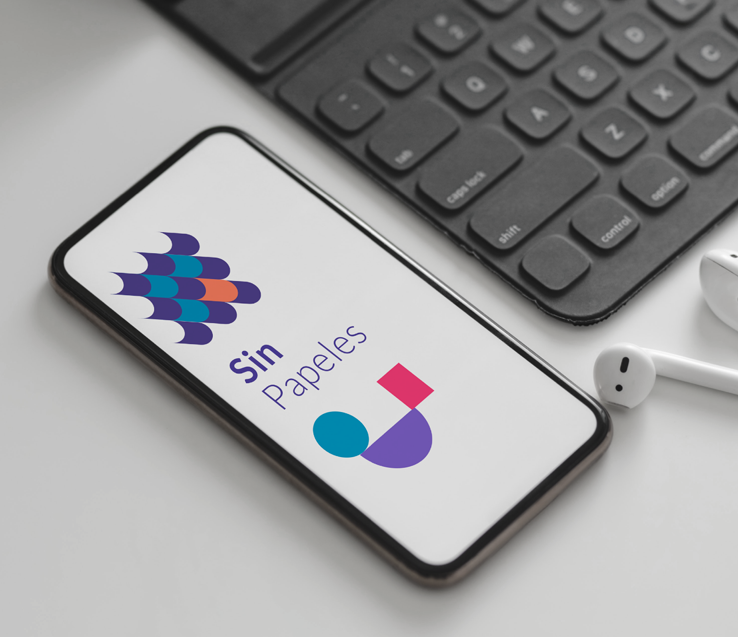 Sin
Papeles
Q
W
E
tab
A
S
D
caps lock
Z
X
C
shift
control
option
command